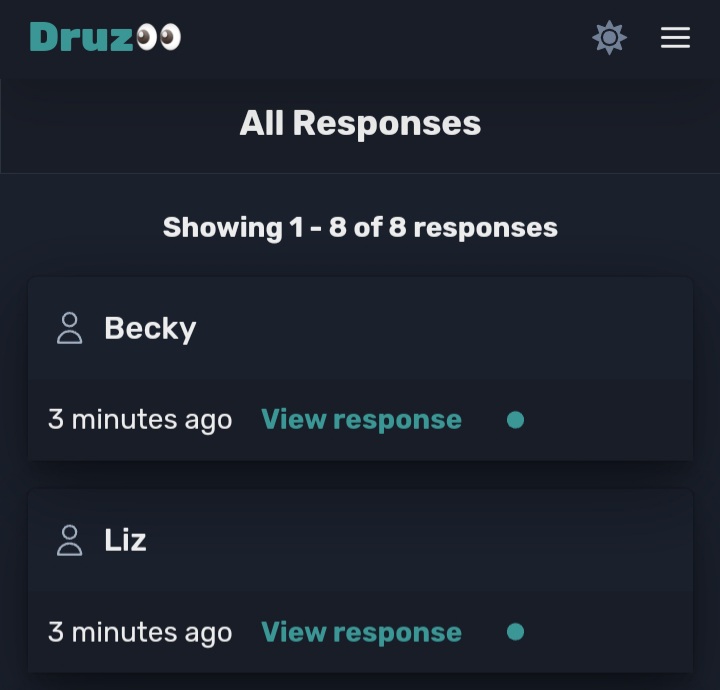 Druz👀
All Responses
Showing 1 - 8 of 8 responses
Becky
3 minutes ago View response
Liz
3 minutes ago View response